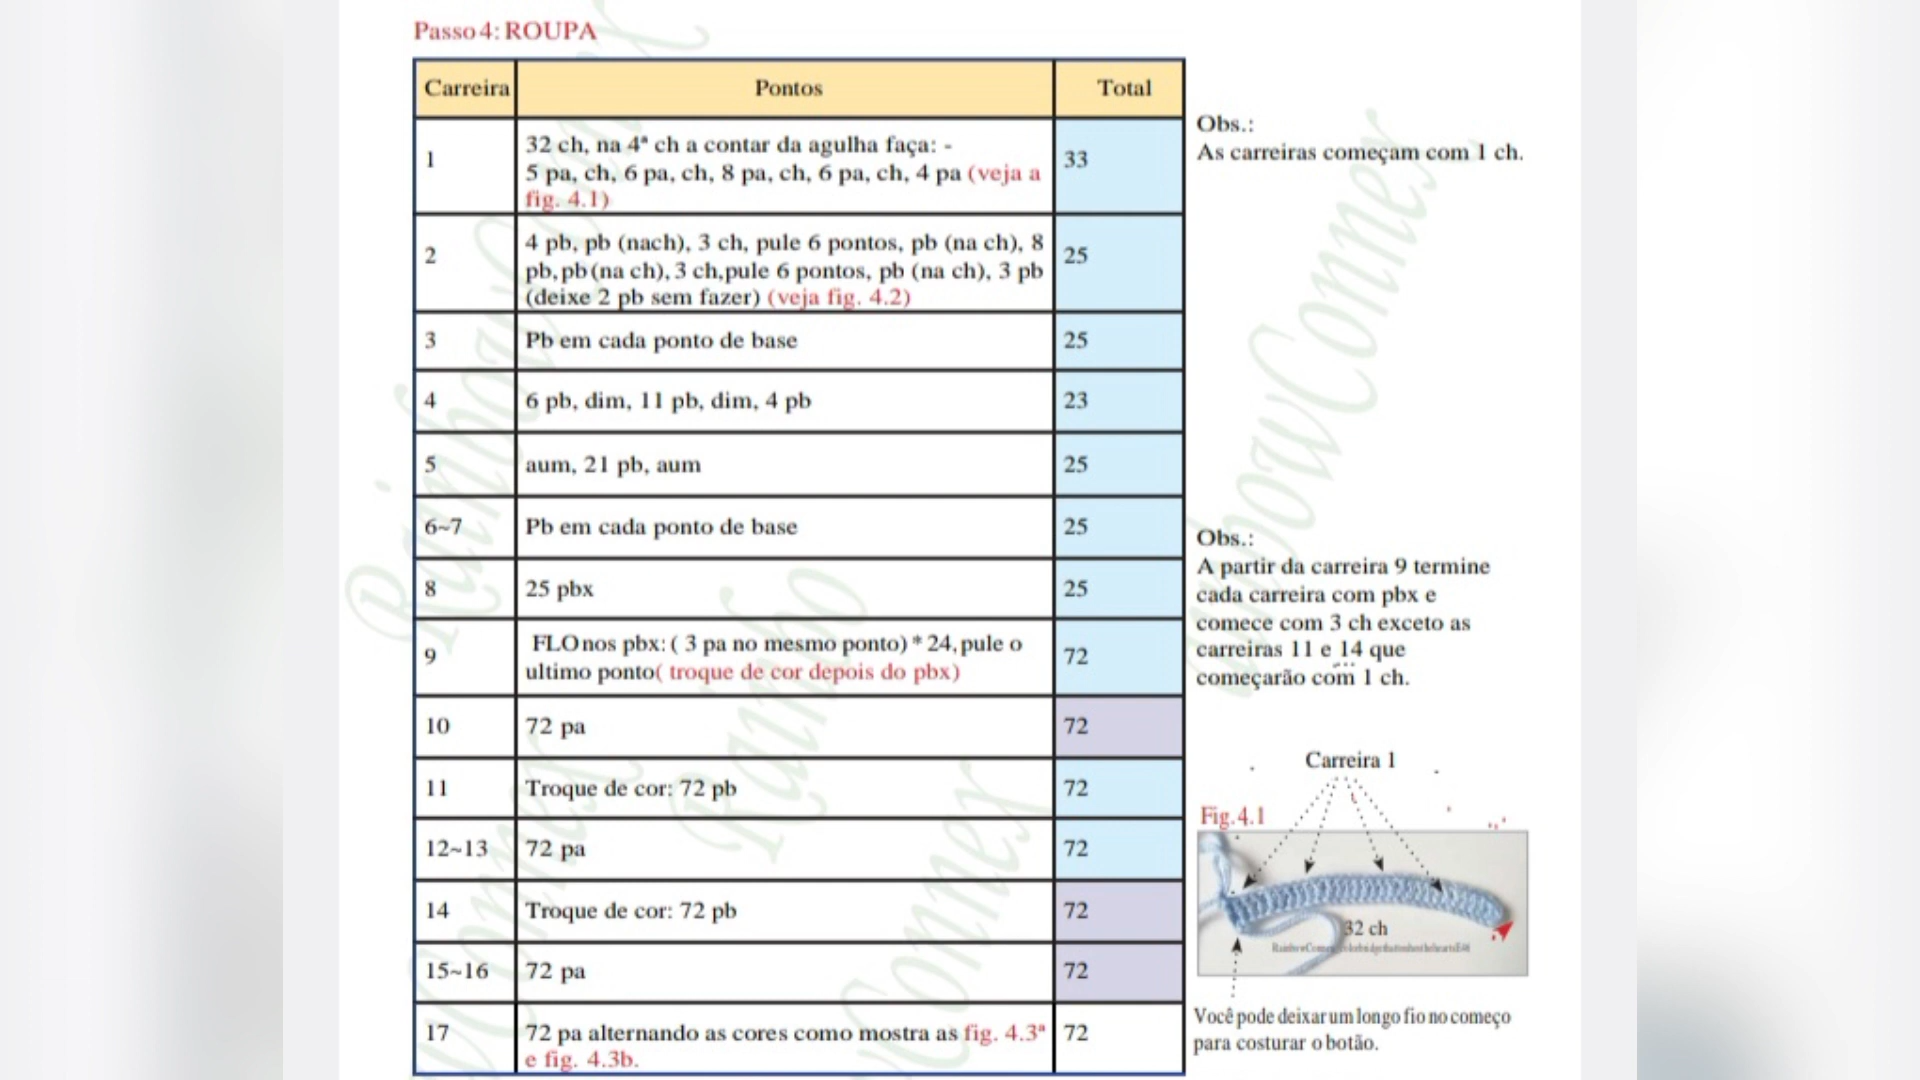 Passo 4: ROUPA
Carreira Pontos Total
1
32 ch, na 4ª ch a contar da agulha faça: -
5 pa, ch, 6 pa, ch, 8 pa, ch, 6 pa, ch, 4 pa (veja a
fig. 4.1)
33
2
4 pb, pb (nach), 3 ch, pule 6 pontos, pb (na ch), 8
pb, pb (na ch), 3 ch,pule 6 pontos, pb (na ch), 3 pb
(deixe 2 pb sem fazer) (veja fig. 4.2)
25
3 Pb em cada ponto de base 25
4 6 pb, dim, 11 pb, dim, 4 pb 23
5 aum, 21 pb, aum 25
6~7 Pb em cada ponto de base 25
8 25 pbx 25
9
FLO nos pbx: ( 3 pa no mesmo ponto) * 24, pule o
ultimo ponto( troque de cor depois do pbx)
72
10 72 pa 72
11 Troque de cor: 72 pb 72
12~13 72 pa 72
14 Troque de cor: 72 pb 72
15~16 72 pa 72
17
72 pa alternando as cores como mostra as fig. 4.3ª
e fig. 4.3b.
72
Obs.:
As carreiras começam com 1 ch.
Obs.:
A partir da carreira 9 termine
cada carreira com pbx e
comece com 3 ch exceto as
carreiras 11 e 14 que
começarão com 1 ch.
Carreira 1
Fig.4.1
32 ch
Você pode deixar um longo fio no começo
para costurar o botão.
RainbowConner